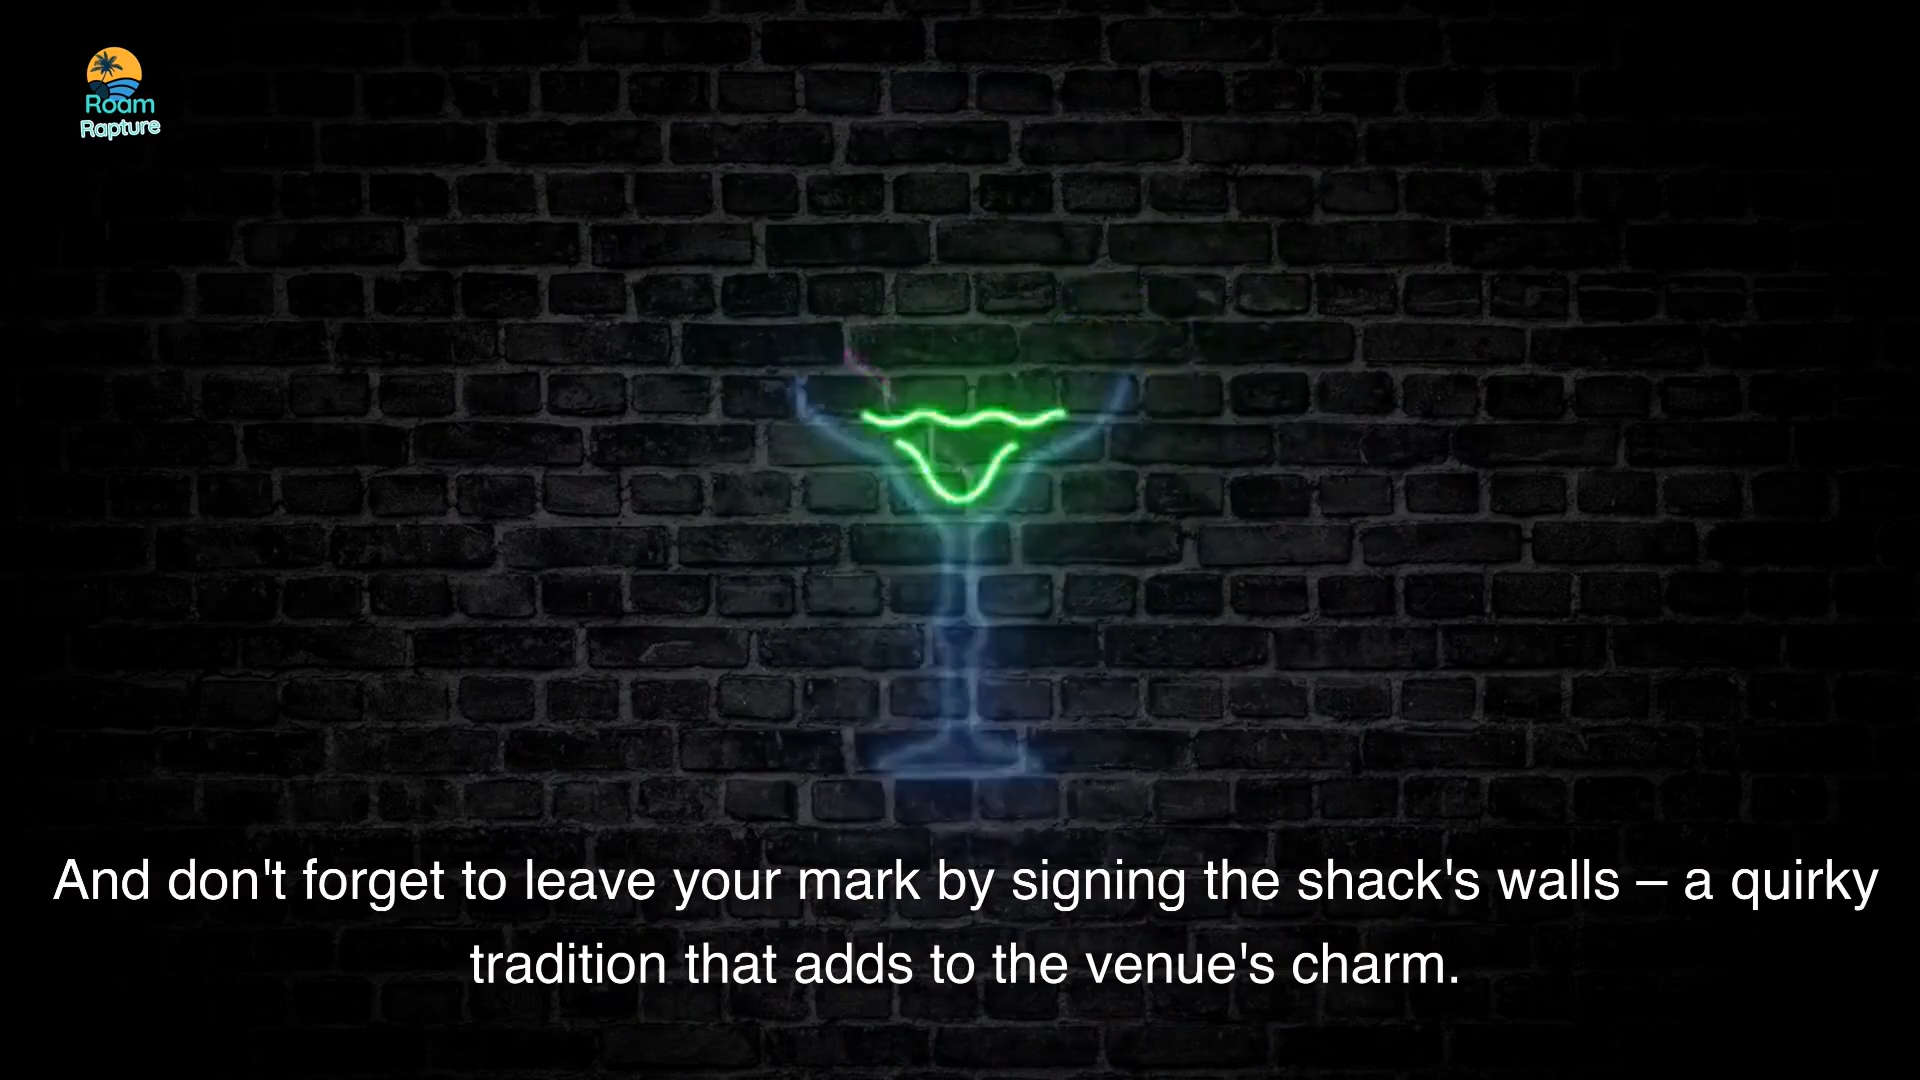 Roam
Rapture
And don't forget to leave your mark by signing the shack's walls – a quirky
tradition that adds to the venue's charm.